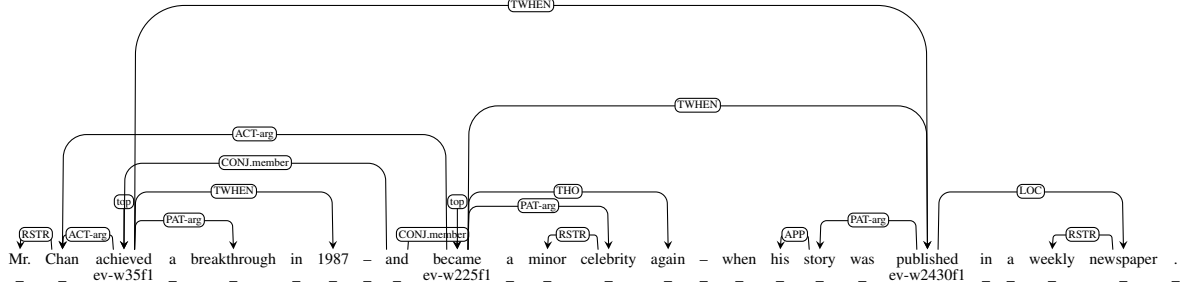 TWHEN
TWHEN
ACT-arg
CONJ.member
top TWHEN top THO LOC
PAT-arg PAT-arg PAT-arg
RSTR ACT-arg CONJ.member RSTR APP RSTR
Mr. Chan achieved a breakthrough in 1987 – and became a minor celebrity again – when his story was published in a weekly newspaper .
ev-w35f1 ev-w225f1 ev-w2430f1
_ _ _ _ _ _ _ _ _ _ _ _ _ _ _ _ _ _ _ _ _ _